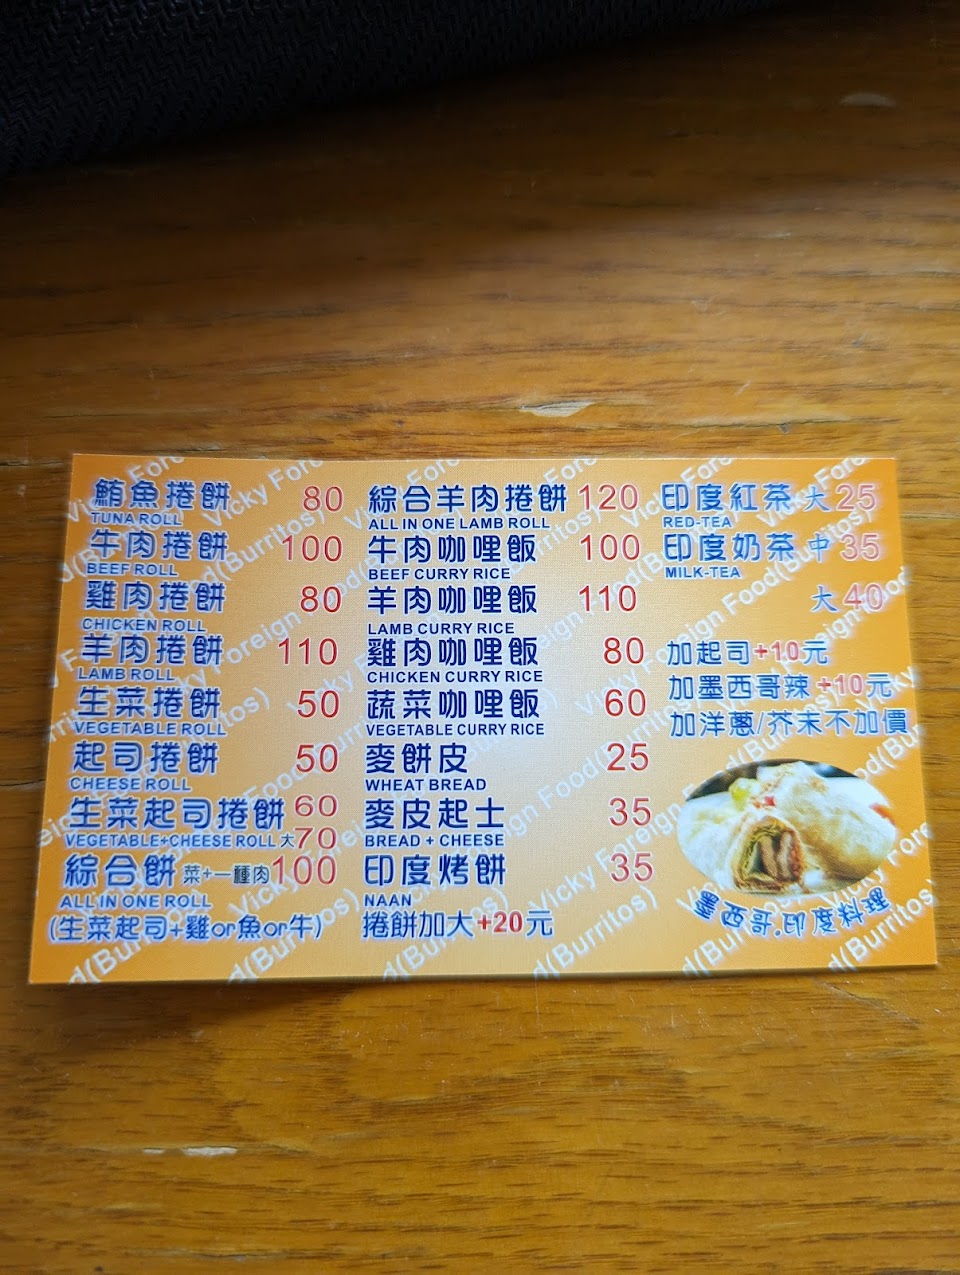 鮪魚捲餅 80
TUNA ROLL
牛肉捲餅 100
BEEF ROLL
雞肉捲餅 80
CHICKEN ROLL
羊肉捲餅 110
LAMB ROLL
生菜捲餅 50
VEGETABLE ROLL
起司捲餅 50
CHEESE ROLL
生菜起司捲餅 60
VEGETABLE+CHEESE ROLL 大70
綜合餅 菜+一種肉100
ALL IN ONE ROLL
(生菜起司+雞or魚or牛)
綜合羊肉捲餅 120
ALL IN ONE LAMB ROLL
牛肉咖哩飯 100
BEEF CURRY RICE
羊肉咖哩飯 110
LAMB CURRY RICE
雞肉咖哩飯 80
CHICKEN CURRY RICE
蔬菜咖哩飯 60
VEGETABLE CURRY RICE
麥餅皮 25
WHEAT BREAD
麥皮起士 35
BREAD + CHEESE
印度烤餅 35
NAAN
捲餅加大+20元
印度紅茶 大 25
RED-TEA
印度奶茶 中 35
MILK-TEA
大 40
加起司+10元
加墨西哥辣+10元
加洋蔥/芥末不加價
墨西哥.印度料理
Vicky Foreign Food(Burritos)